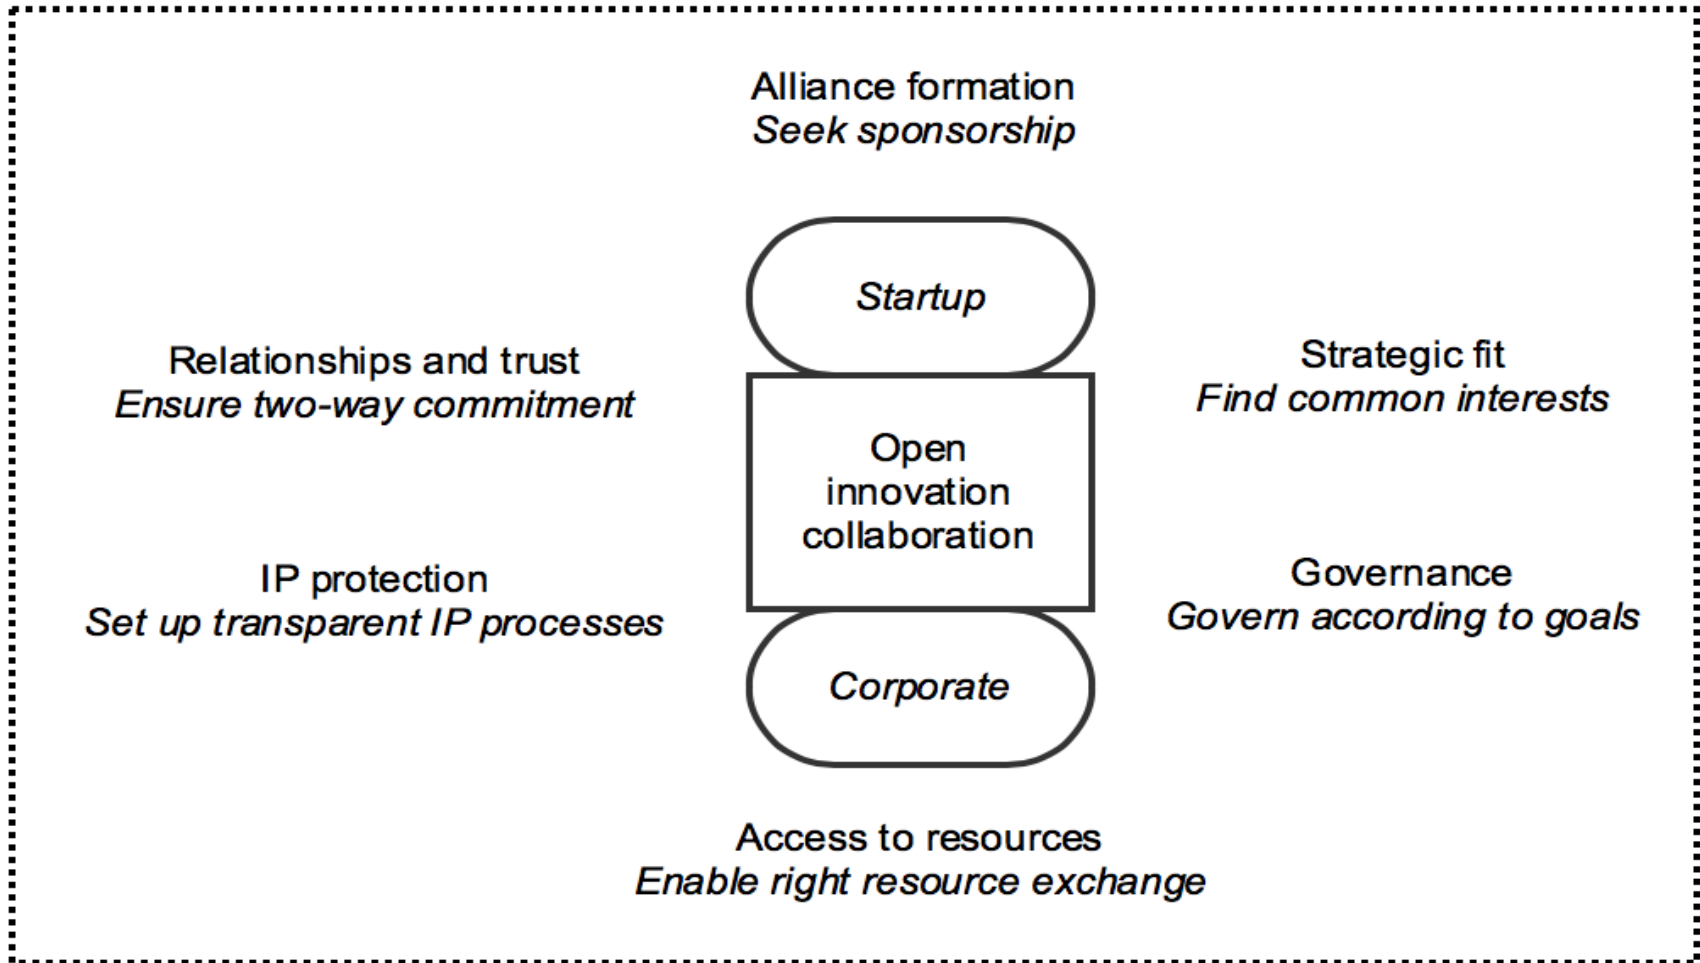 Alliance formation
Seek sponsorship
Startup
Relationships and trust
Ensure two-way commitment
Strategic fit
Find common interests
Open
innovation
collaboration
IP protection
Set up transparent IP processes
Governance
Govern according to goals
Corporate
Access to resources
Enable right resource exchange